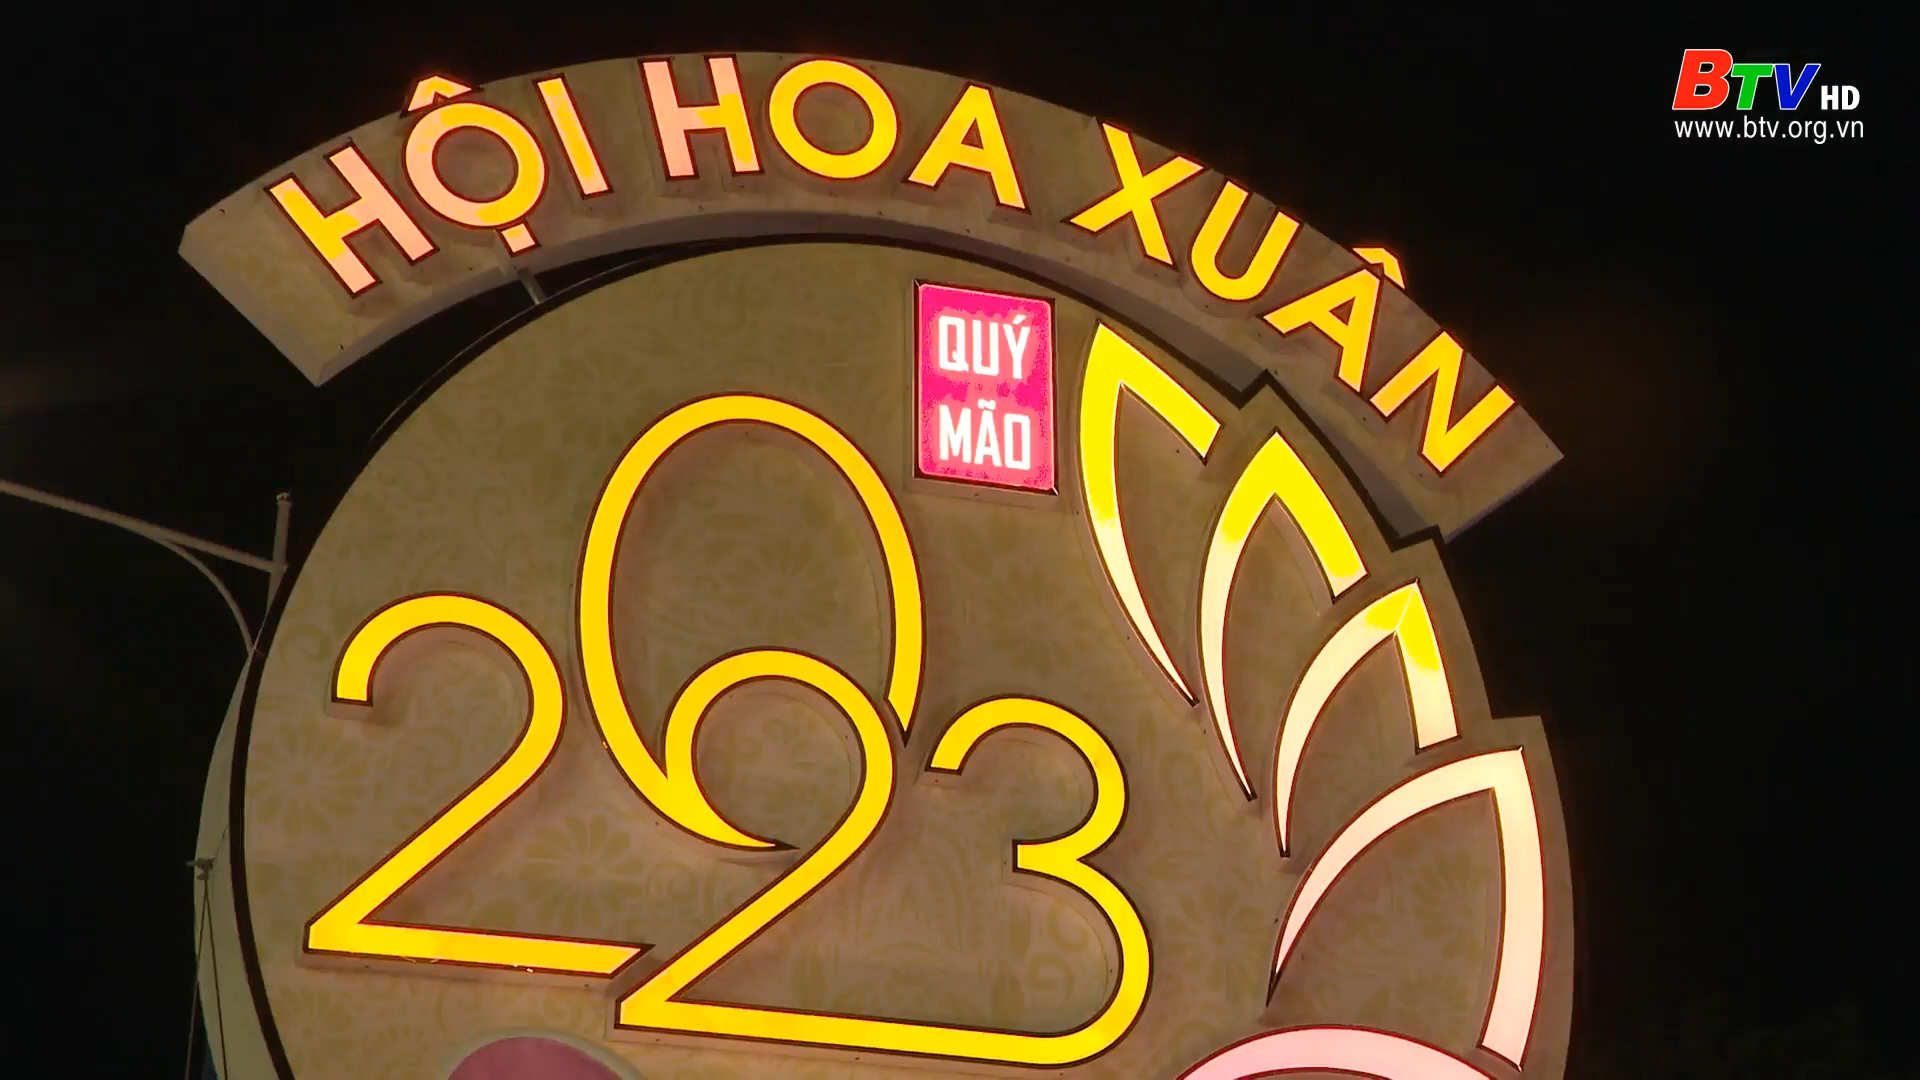 HỘI HOA XUÂN
QUÝ
MÃO
2023
BTV HD
www.btv.org.vn